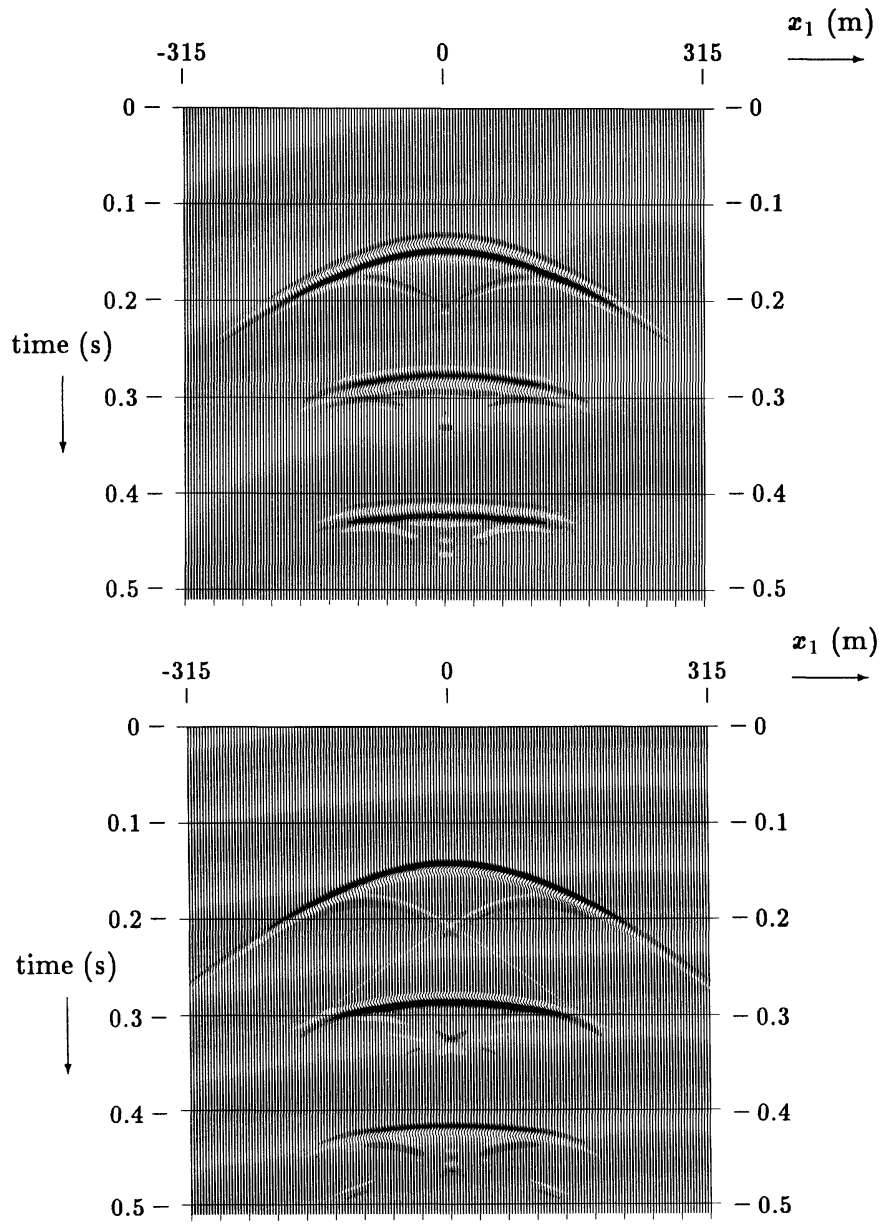 x₁ (m)
-315 0 315
0 — — 0
0.1 — — 0.1
0.2 — — 0.2
time (s)
0.3 — — 0.3
0.4 — — 0.4
0.5 — — 0.5
x₁ (m)
-315 0 315
0 — — 0
0.1 — — 0.1
0.2 — — 0.2
time (s)
0.3 — — 0.3
0.4 — — 0.4
0.5 — — 0.5